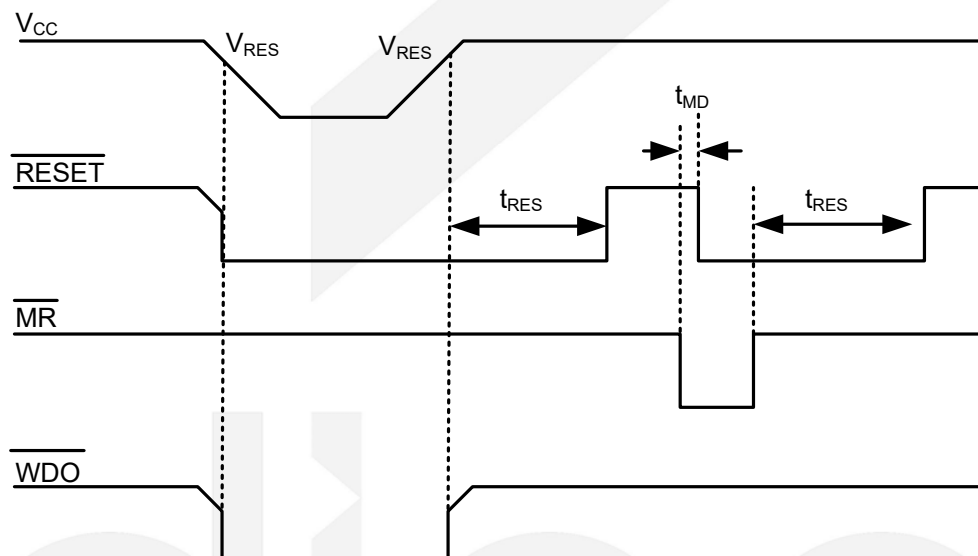 VCC
VRES VRES
tMD
RESET
tRES tRES
MR
WDO